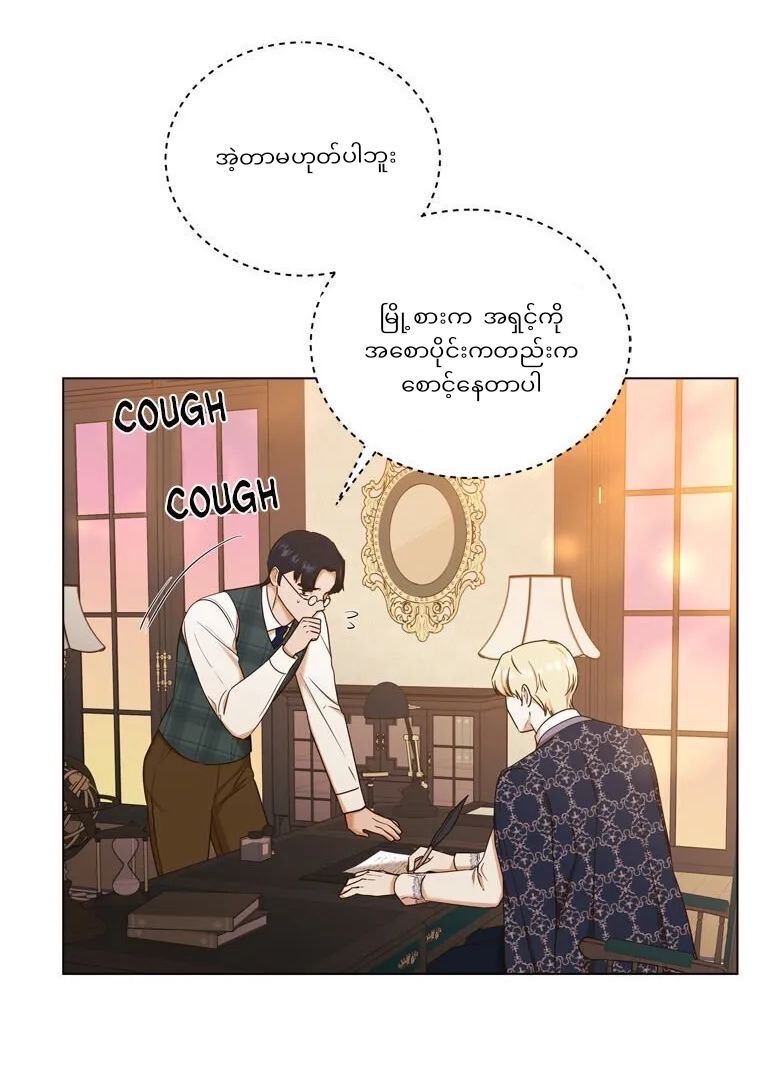 အဲ့တာမဟုတ်ပါဘူး
မြို့စားက အရှင့်ကို
အစောပိုင်းကတည်းက
စောင့်နေတာပါ
COUGH
COUGH